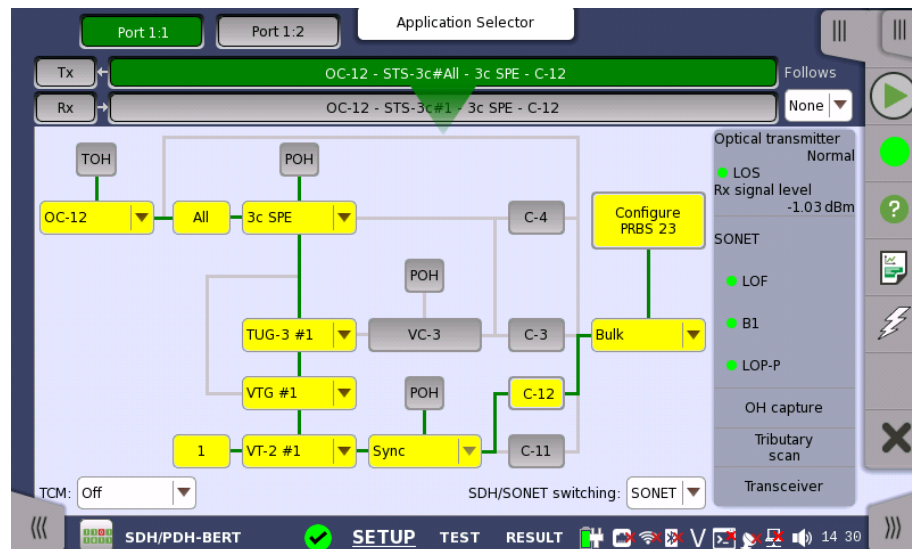 Application Selector
Port 1:1
Port 1:2
Tx
OC-12 - STS-3c#All - 3c SPE - C-12
Follows
Rx
OC-12 - STS-3c#1 - 3c SPE - C-12
None
TOH
POH
OC-12
All
3c SPE
C-4
Configure
PRBS 23
POH
TUG-3 #1
VC-3
C-3
Bulk
VTG #1
POH
C-12
1
VT-2 #1
Sync
C-11
TCM: Off
SDH/SONET switching: SONET
Optical transmitter
Normal
LOS
Rx signal level
-1.03 dBm
SONET
LOF
B1
LOP-P
OH capture
Tributary
scan
Transceiver
SDH/PDH-BERT
SETUP
TEST
RESULT
V
14 30